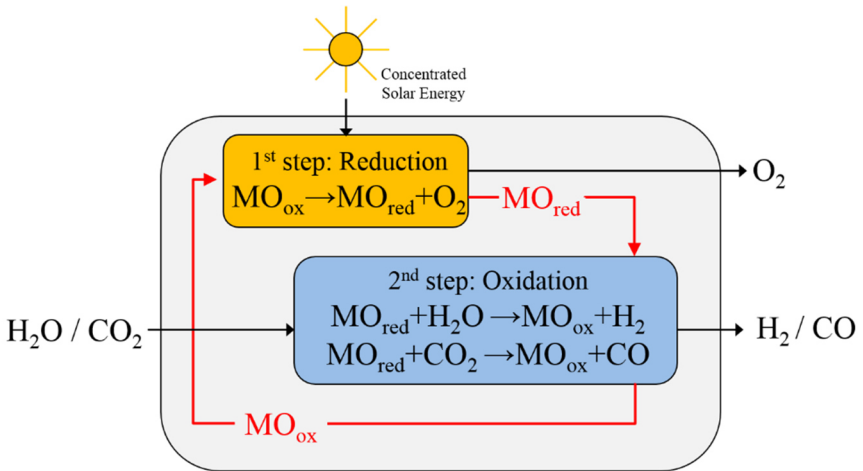 Concentrated
Solar Energy
1st step: Reduction
MOox→MOred+O2
O2
MOred
2nd step: Oxidation
MOred+H2O →MOox+H2
MOred+CO2→MOox+CO
H2O / CO2
H2 / CO
MOox